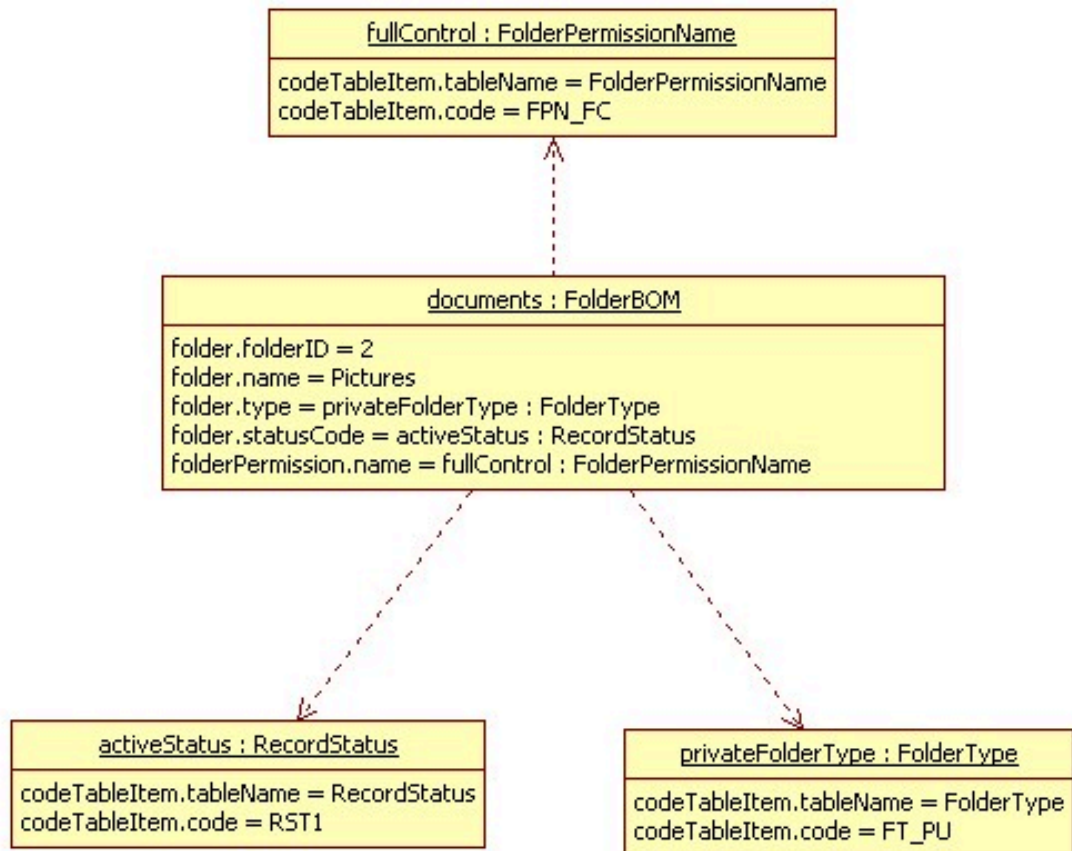 fullControl : FolderPermissionName
codeTableItem.tableName = FolderPermissionName
codeTableItem.code = FPN_FC
documents : FolderBOM
folder.folderID = 2
folder.name = Pictures
folder.type = privateFolderType : FolderType
folder.statusCode = activeStatus : RecordStatus
folderPermission.name = fullControl : FolderPermissionName
activeStatus : RecordStatus
codeTableItem.tableName = RecordStatus
codeTableItem.code = RST1
privateFolderType : FolderType
codeTableItem.tableName = FolderType
codeTableItem.code = FT_PU